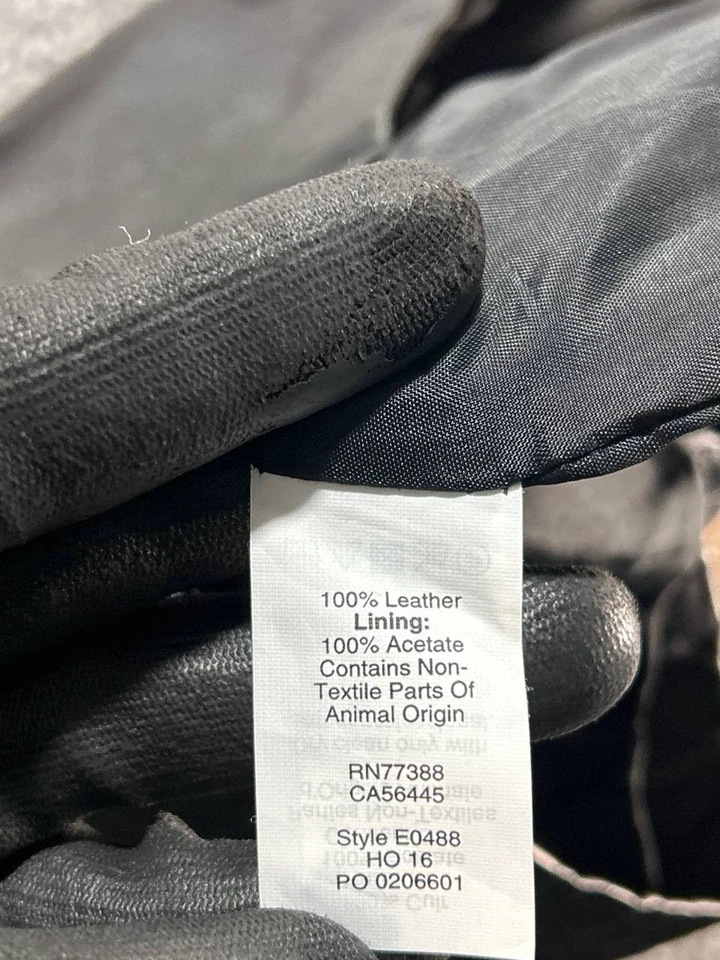 100% Leather
Lining:
100% Acetate
Contains Non-
Textile Parts Of
Animal Origin
RN77388
CA56445
Style E0488
HO 16
PO 0206601